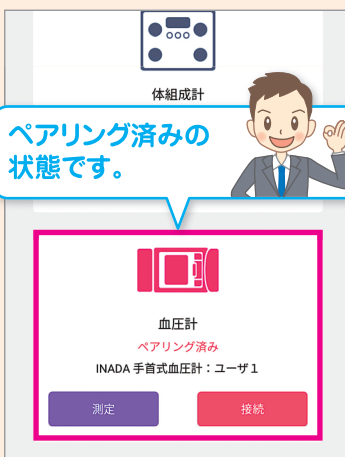 体組成計
ペアリング済みの
状態です。
血圧計
ペアリング済み
INADA 手首式血圧計：ユーザ１
測定
接続